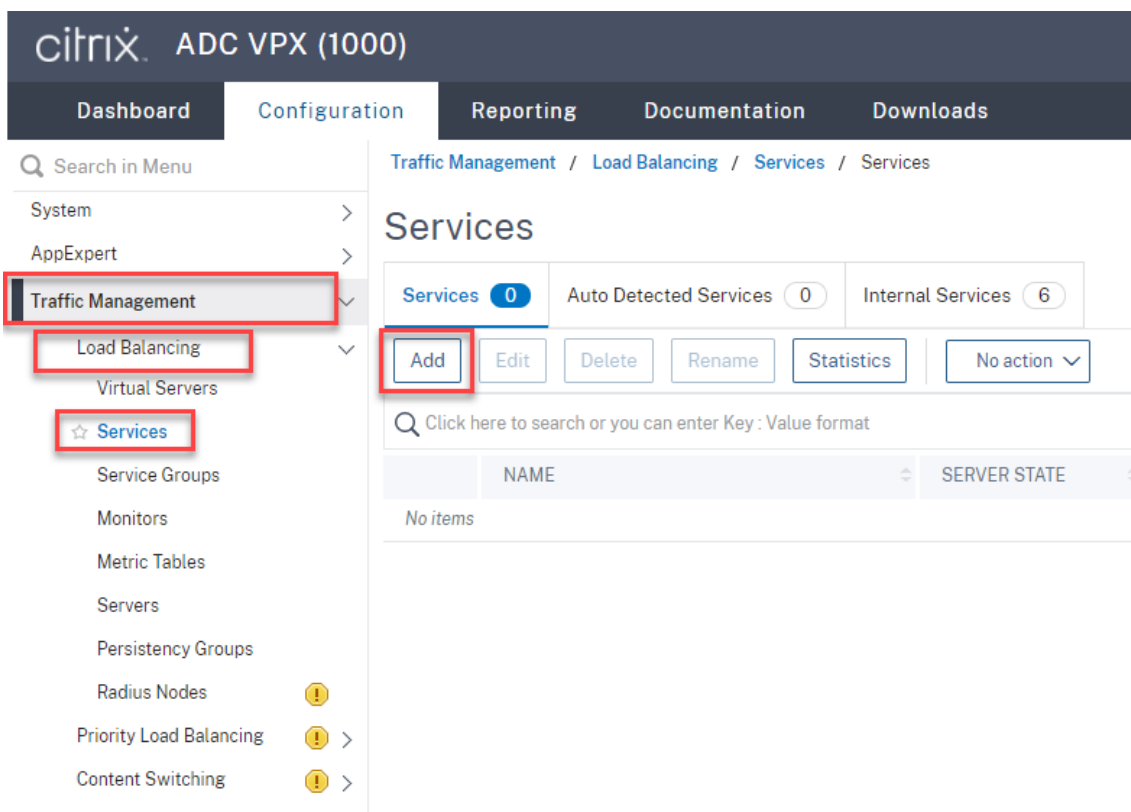 citrix. ADC VPX (1000)
Dashboard Configuration Reporting Documentation Downloads
Search in Menu
System
AppExpert
Traffic Management
Load Balancing
Virtual Servers
Services
Service Groups
Monitors
Metric Tables
Servers
Persistency Groups
Radius Nodes
Priority Load Balancing
Content Switching
Traffic Management / Load Balancing / Services / Services
Services
Services 0 Auto Detected Services 0 Internal Services 6
Add Edit Delete Rename Statistics No action
Click here to search or you can enter Key : Value format
NAME SERVER STATE
No items